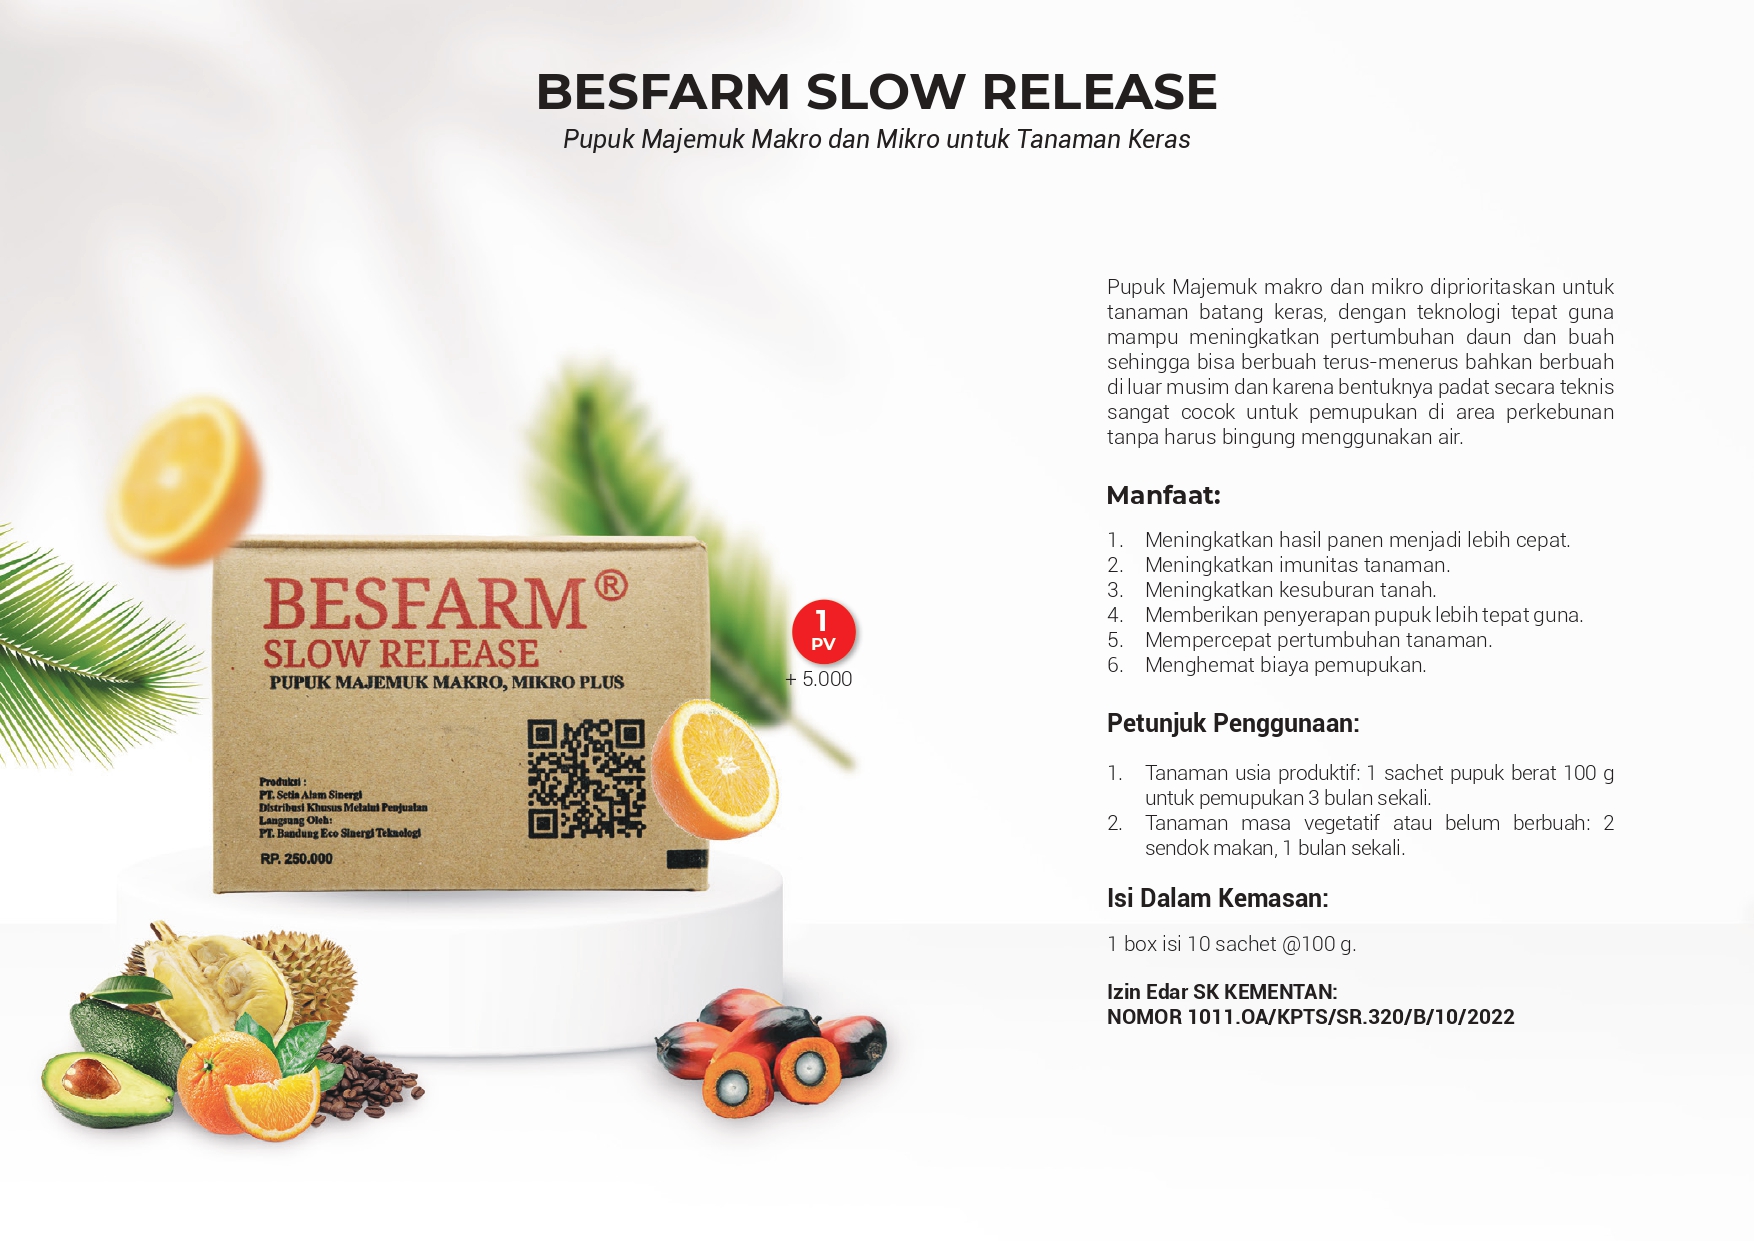 BESFARM SLOW RELEASE
Pupuk Majemuk Makro dan Mikro untuk Tanaman Keras
BESFARM ®
SLOW RELEASE
PUPUK MAJEMUK MAKRO, MIKRO PLUS
Produksi :
PT. Setia Alam Sinergi
Distribusi Khusus Melalui Penjualan
Langsung Oleh:
PT. Bandung Eco Sinergi Teknologi
RP. 250.000
1
PV
+ 5.000
Pupuk Majemuk makro dan mikro diprioritaskan untuk
tanaman batang keras, dengan teknologi tepat guna
mampu meningkatkan pertumbuhan daun dan buah
sehingga bisa berbuah terus-menerus bahkan berbuah
di luar musim dan karena bentuknya padat secara teknis
sangat cocok untuk pemupukan di area perkebunan
tanpa harus bingung menggunakan air.
Manfaat:
1. Meningkatkan hasil panen menjadi lebih cepat.
2. Meningkatkan imunitas tanaman.
3. Meningkatkan kesuburan tanah.
4. Memberikan penyerapan pupuk lebih tepat guna.
5. Mempercepat pertumbuhan tanaman.
6. Menghemat biaya pemupukan.
Petunjuk Penggunaan:
1. Tanaman usia produktif: 1 sachet pupuk berat 100 g
untuk pemupukan 3 bulan sekali.
2. Tanaman masa vegetatif atau belum berbuah: 2
sendok makan, 1 bulan sekali.
Isi Dalam Kemasan:
1 box isi 10 sachet @100 g.
Izin Edar SK KEMENTAN:
NOMOR 1011.OA/KPTS/SR.320/B/10/2022